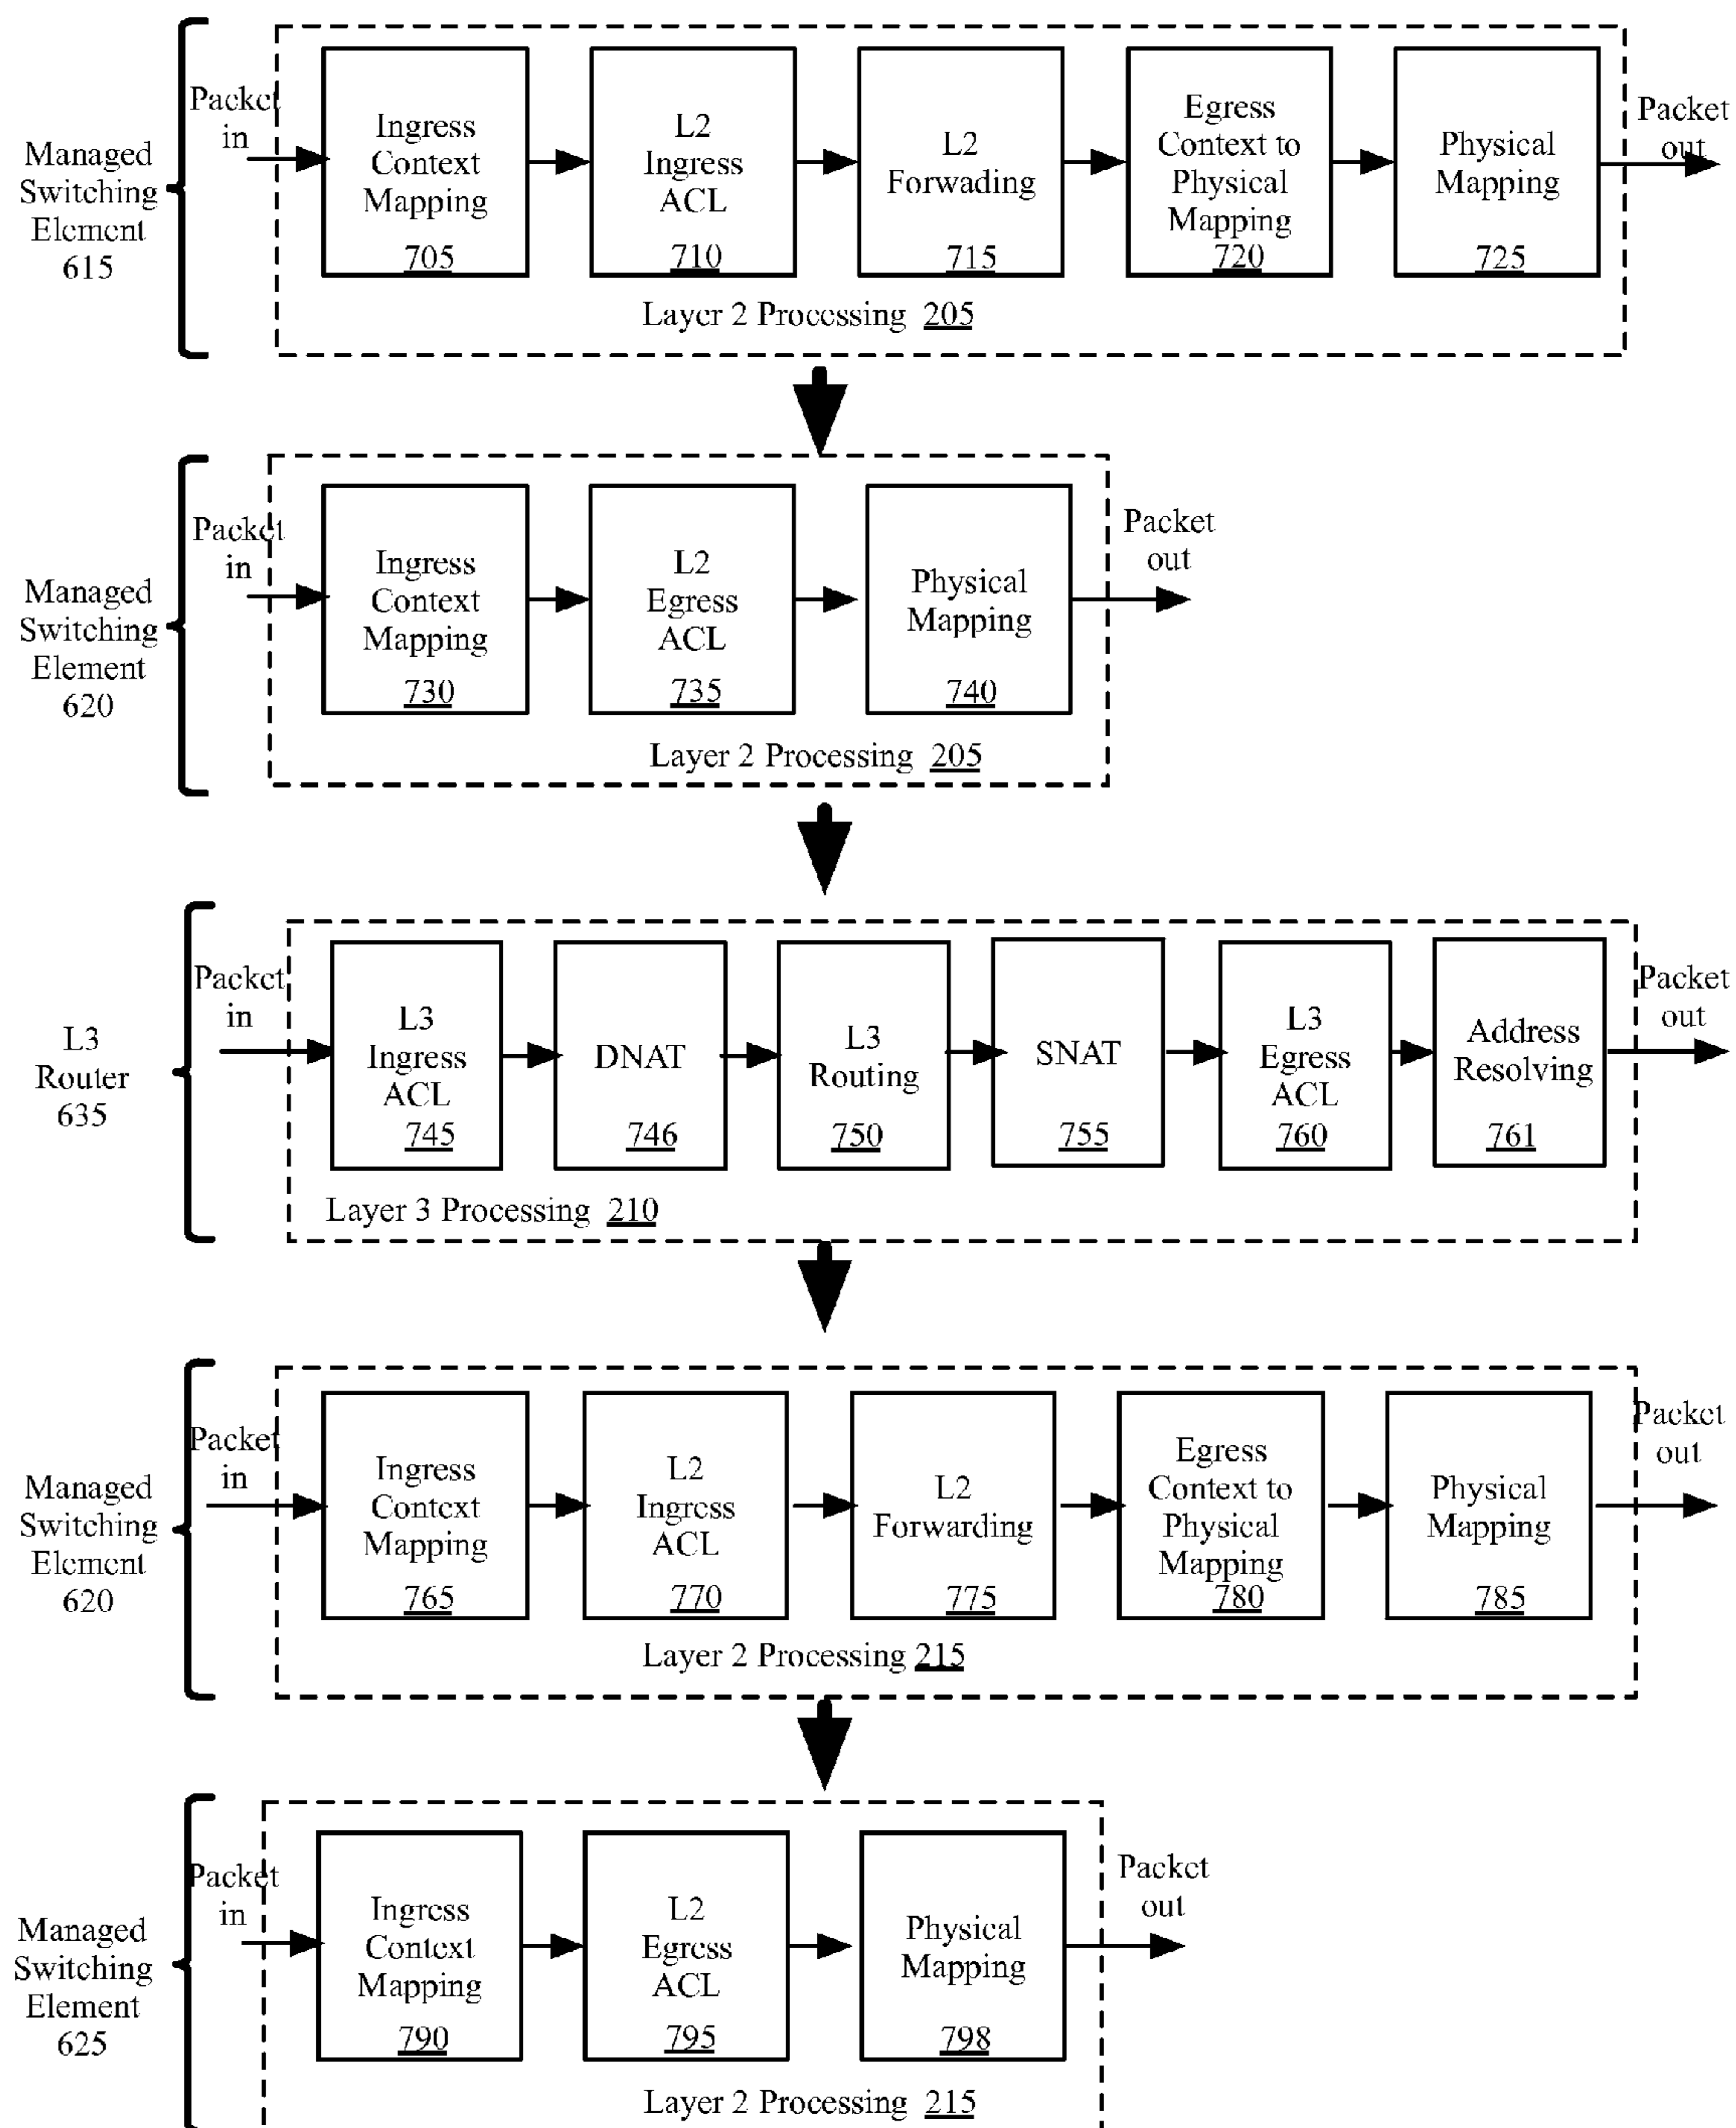 Managed
Switching
Element
615
Packet
in
Ingress
Context
Mapping
705
L2
Ingress
ACL
710
L2
Forwading
715
Egress
Context to
Physical
Mapping
720
Physical
Mapping
725
Packet
out
Layer 2 Processing 205
Managed
Switching
Element
620
Packet
in
Ingress
Context
Mapping
730
L2
Egress
ACL
735
Physical
Mapping
740
Packet
out
Layer 2 Processing 205
L3
Router
635
Packet
in
L3
Ingress
ACL
745
DNAT
746
L3
Routing
750
SNAT
755
L3
Egress
ACL
760
Address
Resolving
761
Packet
out
Layer 3 Processing 210
Managed
Switching
Element
620
Packet
in
Ingress
Context
Mapping
765
L2
Ingress
ACL
770
L2
Forwarding
775
Egress
Context to
Physical
Mapping
780
Physical
Mapping
785
Packet
out
Layer 2 Processing 215
Managed
Switching
Element
625
Packet
in
Ingress
Context
Mapping
790
L2
Egress
ACL
795
Physical
Mapping
798
Packet
out
Layer 2 Processing 215